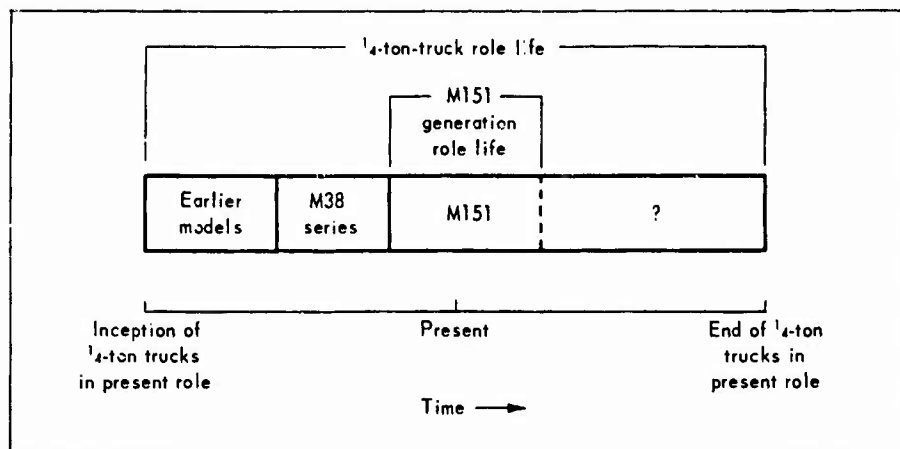 ¼-ton-truck role life
M151
generation
role life
Earlier
models
M38
series
M151
?
Inception of
¼-ton trucks
in present role
Present
End of ¼-ton
trucks in
present role
Time